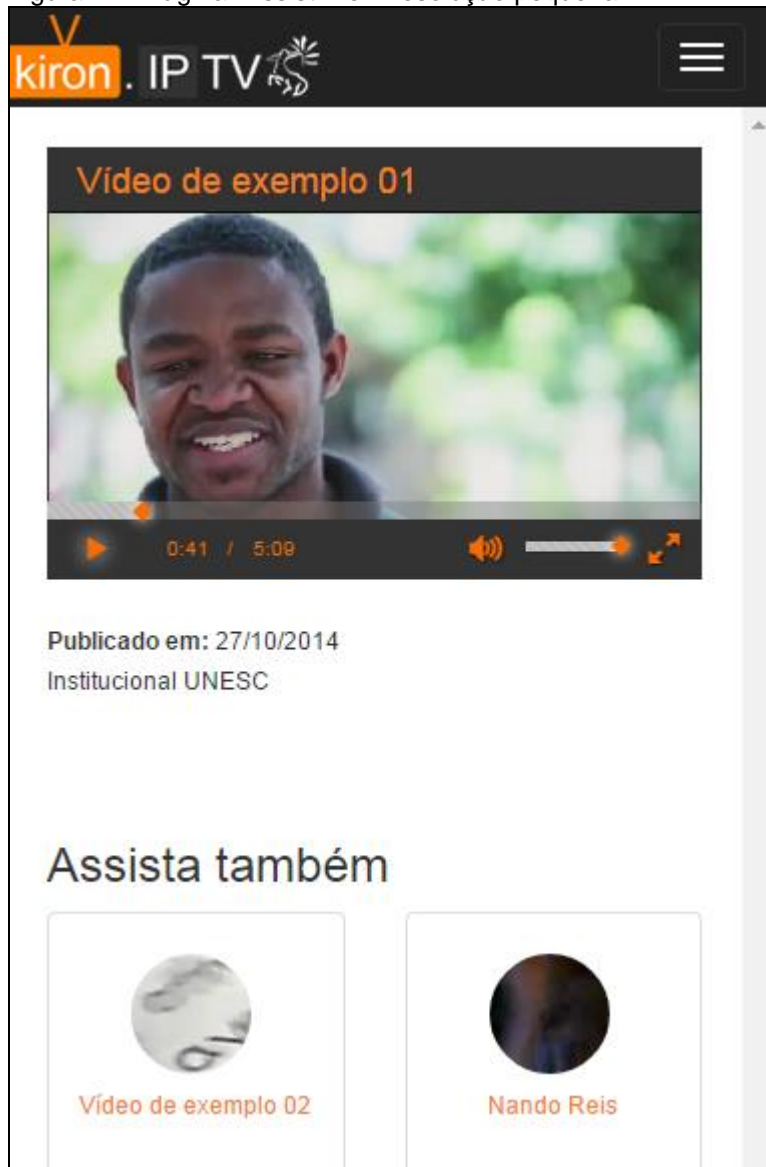 kiron . IP TV
Vídeo de exemplo 01
0:41 / 5:09
Publicado em: 27/10/2014
Institucional UNESC
Assista também
Vídeo de exemplo 02
Nando Reis